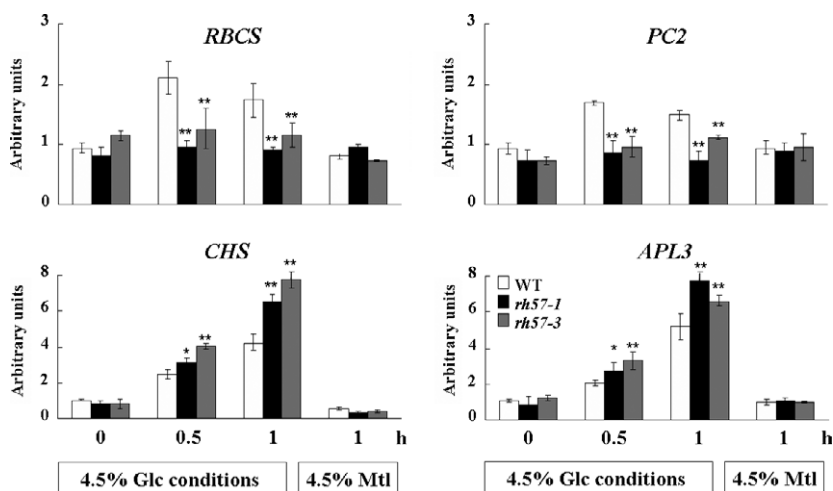 RBCS
Arbitrary units
3
2
1
0
PC2
Arbitrary units
3
2
1
0
CHS
Arbitrary units
8
6
4
2
0
0 0.5 1 1 h
4.5% Glc conditions 4.5% Mtl
APL3
Arbitrary units
8
6
4
2
0
WT
rh57-1
rh57-3
0 0.5 1 1 h
4.5% Glc conditions 4.5% Mtl
** ** ** **
** ** ** **
* ** ** **
* ** ** **